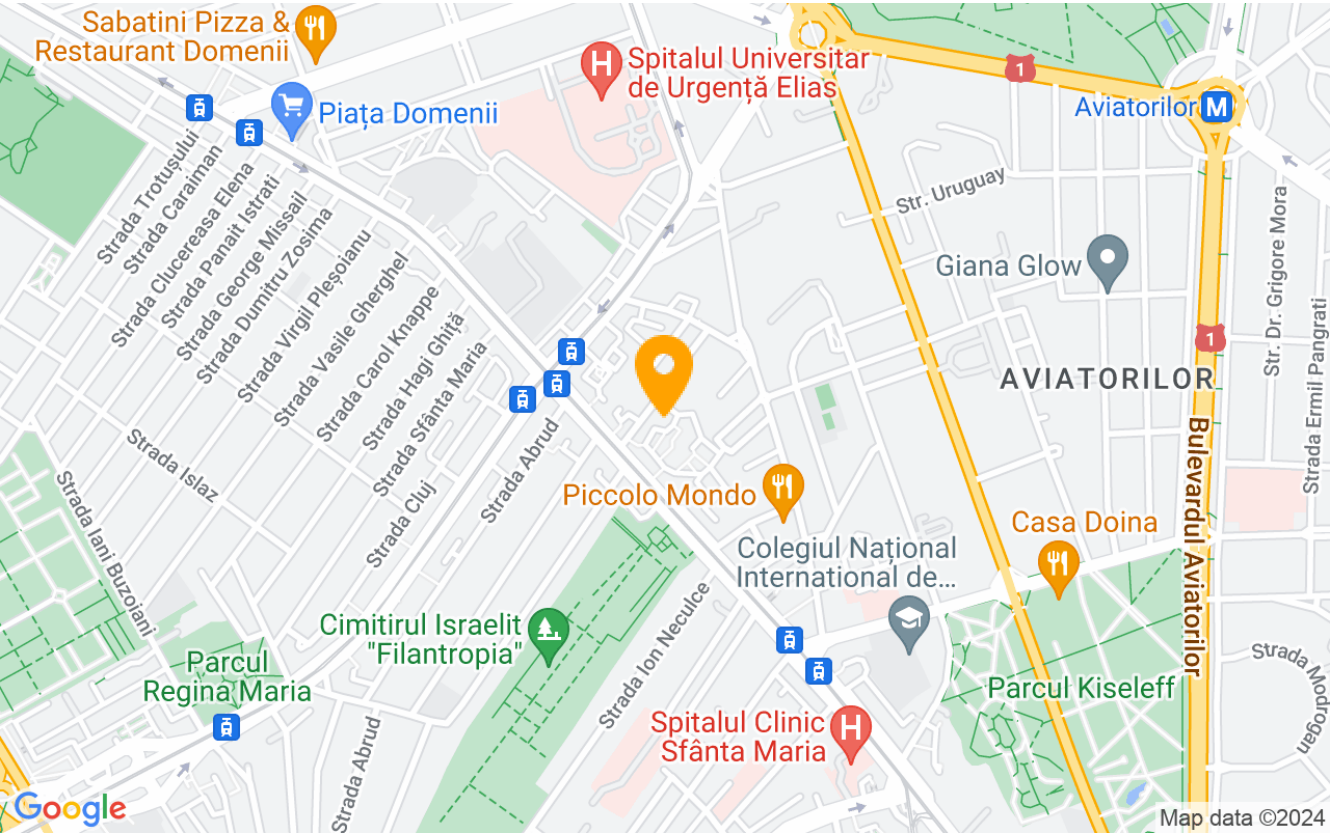 Sabatini Pizza &
Restaurant Domenii
Spitalul Universitar
de Urgență Elias
1
Aviatorilor M
Piața Domenii
Strada Trotușului
Strada Caraiman
Strada Clucereasa Elena
Strada Panait Istrati
Strada George Missail
Strada Dumitru Zosima
Strada Virgil Pleșoianu
Strada Vasile Gherghel
Strada Carol Knappe
Strada Hagi Ghiță
Strada Sfânta Maria
Str. Uruguay
Str. Dr. Grigore Mora
Giana Glow
1
Strada Ermil Pangrati
AVIATORILOR
Strada Islaz
Strada Cluj
Strada Abrud
Bulevardul Aviatorilor
Strada Iani Buzoiani
Piccolo Mondo
Casa Doina
Colegiul Național
International de...
Cimitirul Israelit
"Filantropia"
Strada Ion Neculce
Parcul
Regina Maria
Strada Modrogan
Parcul Kiseleff
Spitalul Clinic
Sfânta Maria
Strada Abrud
Google
Map data ©2024